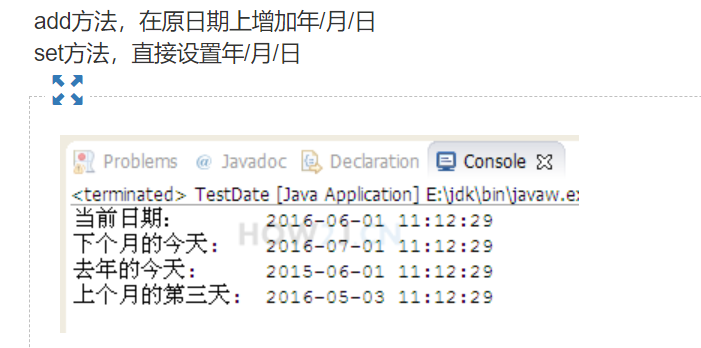 add方法，在原日期上增加年/月/日
set方法，直接设置年/月/日
Problems @ Javadoc Declaration Console
<terminated> TestDate [Java Application] E:\jdk\bin\javaw.ex
当前日期： 2016-06-01 11:12:29
下个月的今天： 2016-07-01 11:12:29
去年的今天： 2015-06-01 11:12:29
上个月的第三天： 2016-05-03 11:12:29